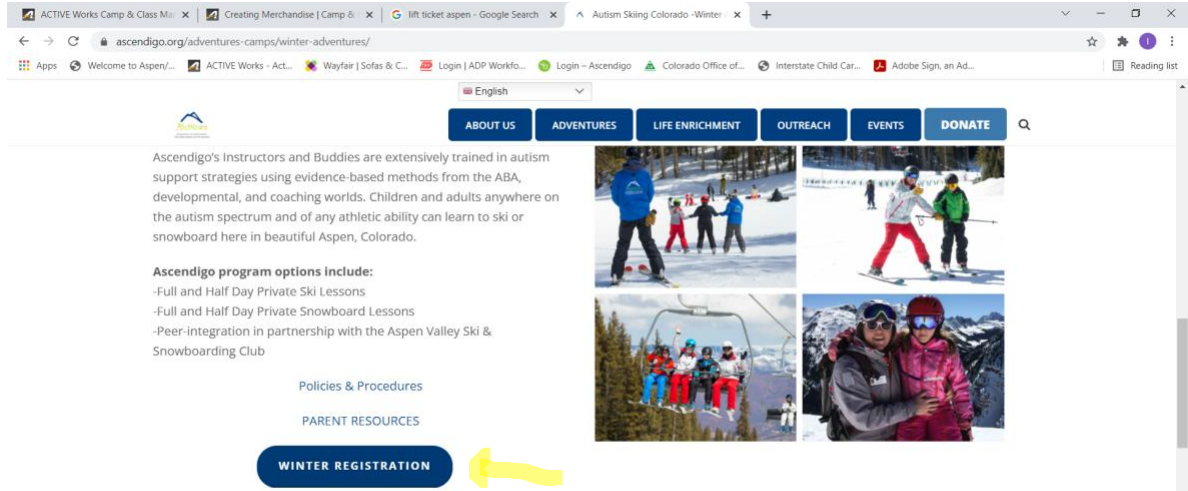 ACTIVE Works Camp & Class Ma
Creating Merchandise | Camp &
lift ticket aspen - Google Search
Autism Skiing Colorado -Winter
ascendigo.org/adventures-camps/winter-adventures/
Apps
Welcome to Aspen/...
ACTIVE Works - Act...
Wayfair | Sofas & C...
Login | ADP Workfo...
Login – Ascendigo
Colorado Office of...
Interstate Child Car...
Adobe Sign, an Ad...
Reading list
English
ABOUT US
ADVENTURES
LIFE ENRICHMENT
OUTREACH
EVENTS
DONATE
Ascendigo's Instructors and Buddies are extensively trained in autism
support strategies using evidence-based methods from the ABA,
developmental, and coaching worlds. Children and adults anywhere on
the autism spectrum and of any athletic ability can learn to ski or
snowboard here in beautiful Aspen, Colorado.
Ascendigo program options include:
-Full and Half Day Private Ski Lessons
-Full and Half Day Private Snowboard Lessons
-Peer-integration in partnership with the Aspen Valley Ski &
Snowboarding Club
Policies & Procedures
PARENT RESOURCES
WINTER REGISTRATION